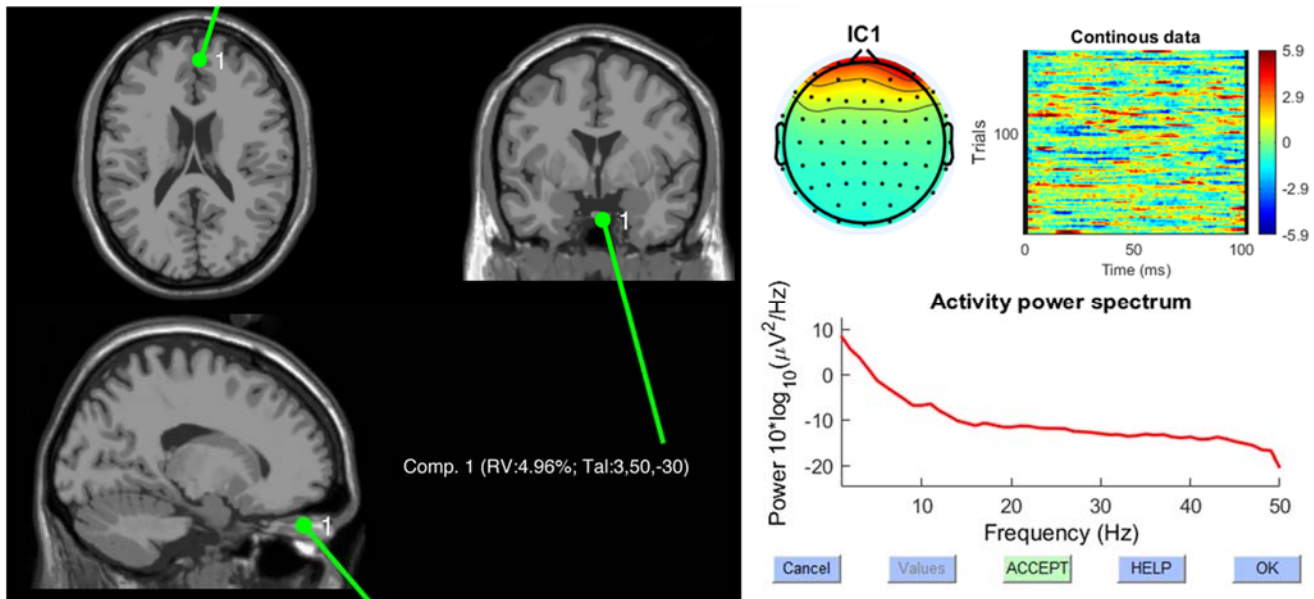 1
1
1
Comp. 1 (RV:4.96%; Tal:3,50,-30)
IC1
Continous data
Trials
100
0
50
100
Time (ms)
5.9
2.9
0
-2.9
-5.9
Activity power spectrum
Power 10*log10(μV2/Hz)
10
0
-10
-20
10
20
30
40
50
Frequency (Hz)
Cancel
Values
ACCEPT
HELP
OK